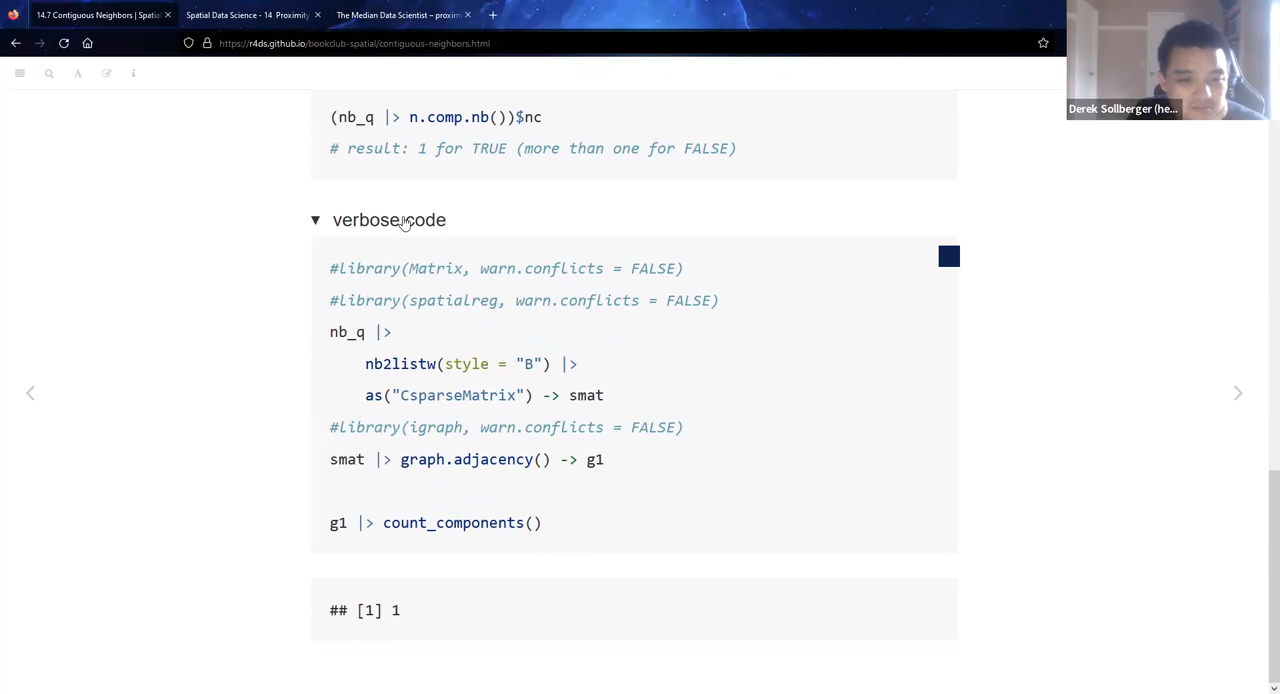 14.7 Contiguous Neighbors | Spatia
Spatial Data Science - 14 Proximity
The Median Data Scientist – proxim
https://r4ds.github.io/bookclub-spatial/contiguous-neighbors.html
Derek Sollberger (he...
(nb_q |> n.comp.nb())$nc
# result: 1 for TRUE (more than one for FALSE)
▼ verbose code
#library(Matrix, warn.conflicts = FALSE)
#library(spatialreg, warn.conflicts = FALSE)
nb_q |>
nb2listw(style = "B") |>
as("CsparseMatrix") -> smat
#library(igraph, warn.conflicts = FALSE)
smat |> graph.adjacency() -> g1
g1 |> count_components()
## [1] 1